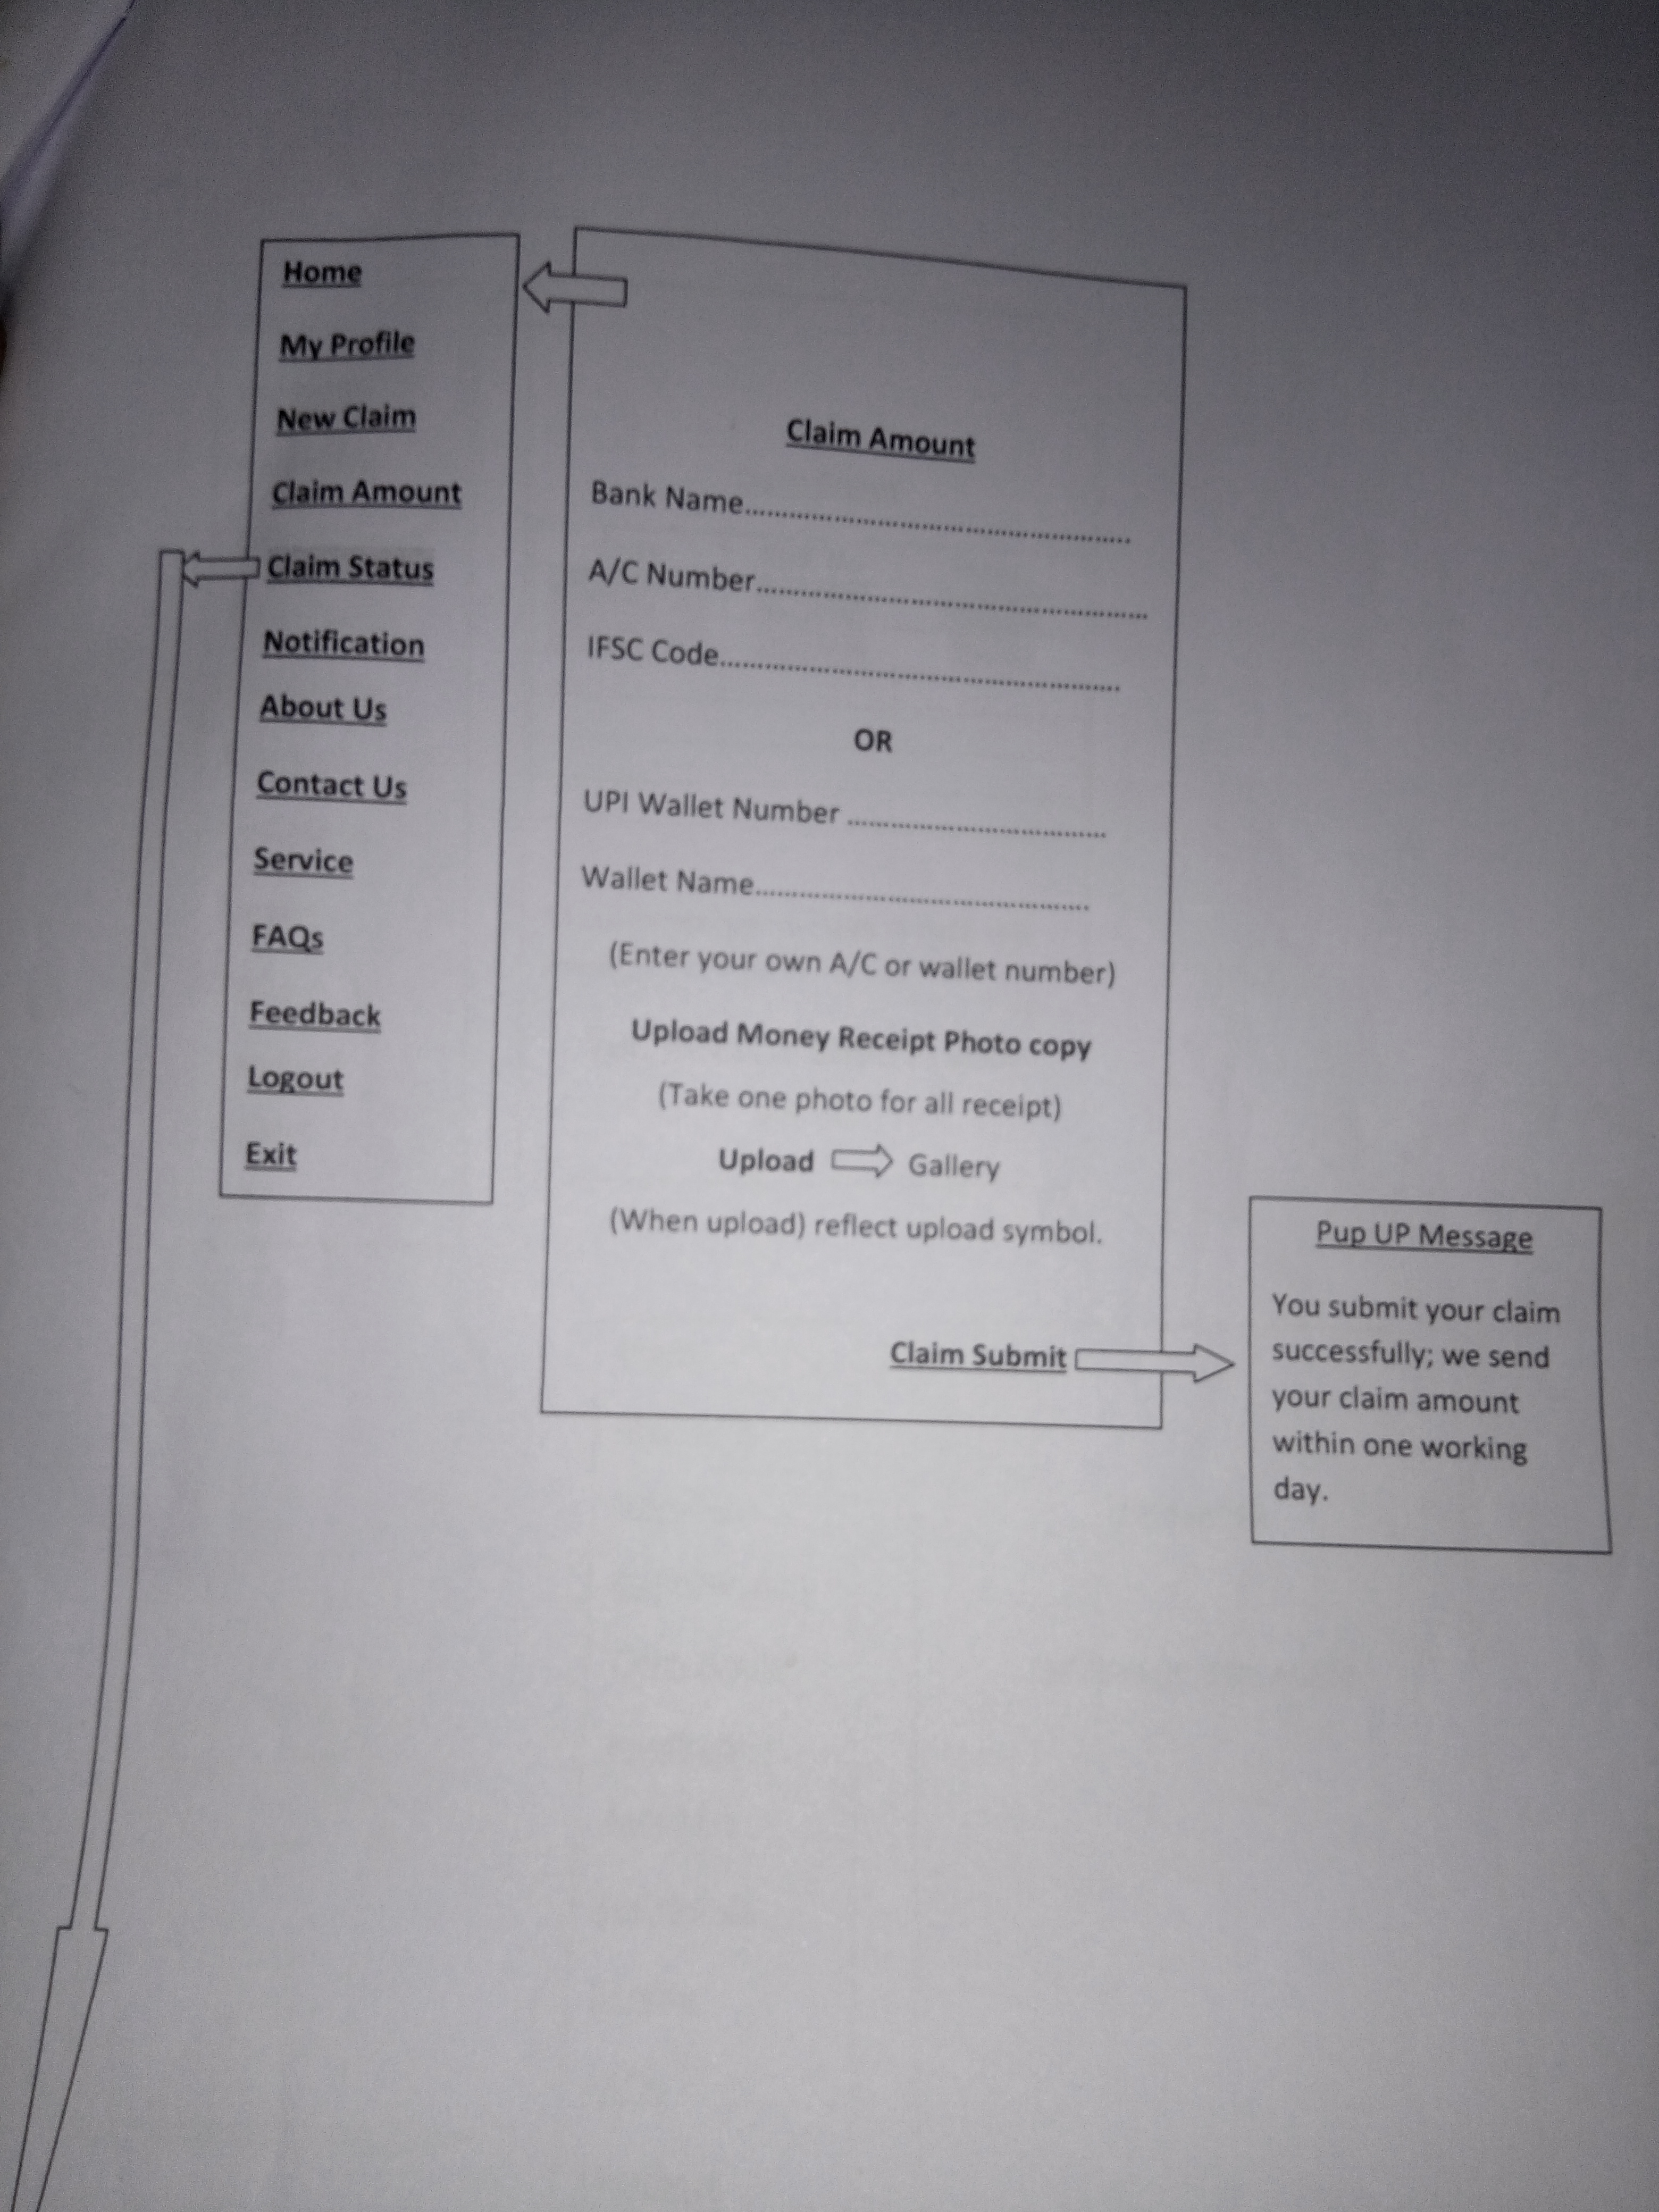 Home
My Profile
New Claim
Claim Amount
Claim Status
Notification
About Us
Contact Us
Service
FAQs
Feedback
Logout
Exit
Claim Amount
Bank Name..........................................................
A/C Number..........................................................
IFSC Code..........................................................
OR
UPI Wallet Number ......................................
Wallet Name..................................................
(Enter your own A/C or wallet number)
Upload Money Receipt Photo copy
(Take one photo for all receipt)
Upload Gallery
(When upload) reflect upload symbol.
Claim Submit
Pup UP Message
You submit your claim
successfully; we send
your claim amount
within one working
day.